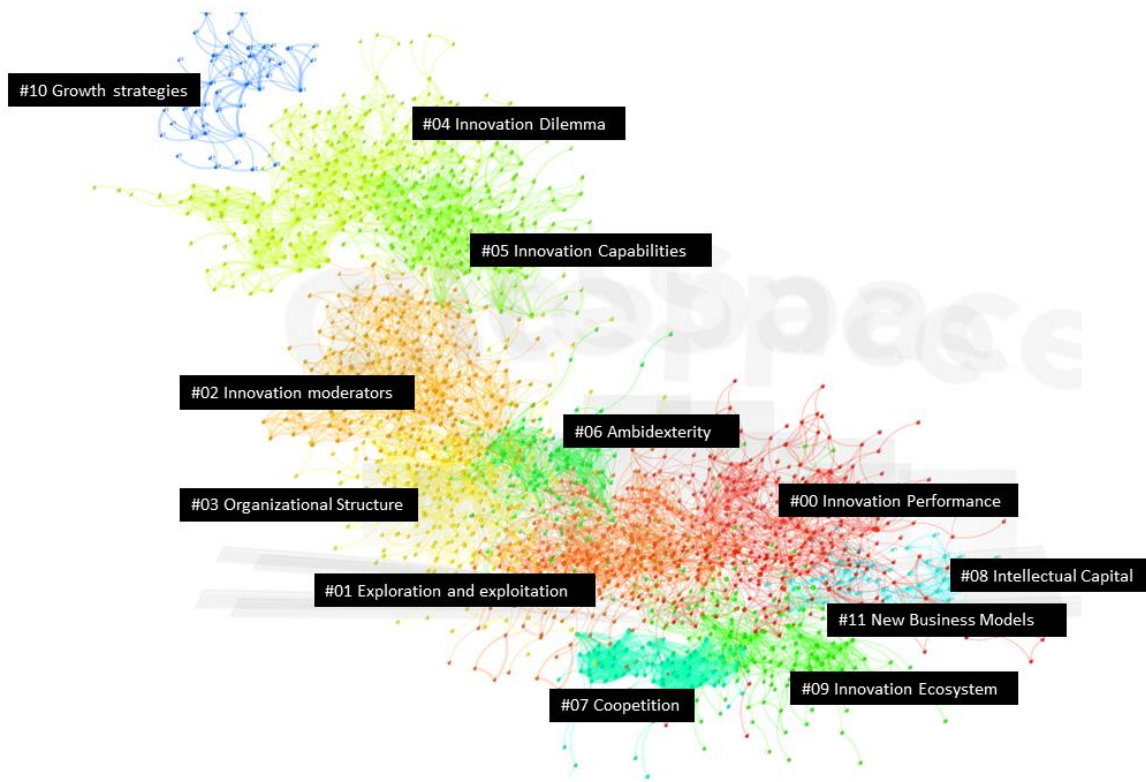 #10 Growth strategies
#04 Innovation Dilemma
#05 Innovation Capabilities
#02 Innovation moderators
#06 Ambidexterity
#03 Organizational Structure
#00 Innovation Performance
#01 Exploration and exploitation
#08 Intellectual Capital
#11 New Business Models
#09 Innovation Ecosystem
#07 Coopetition